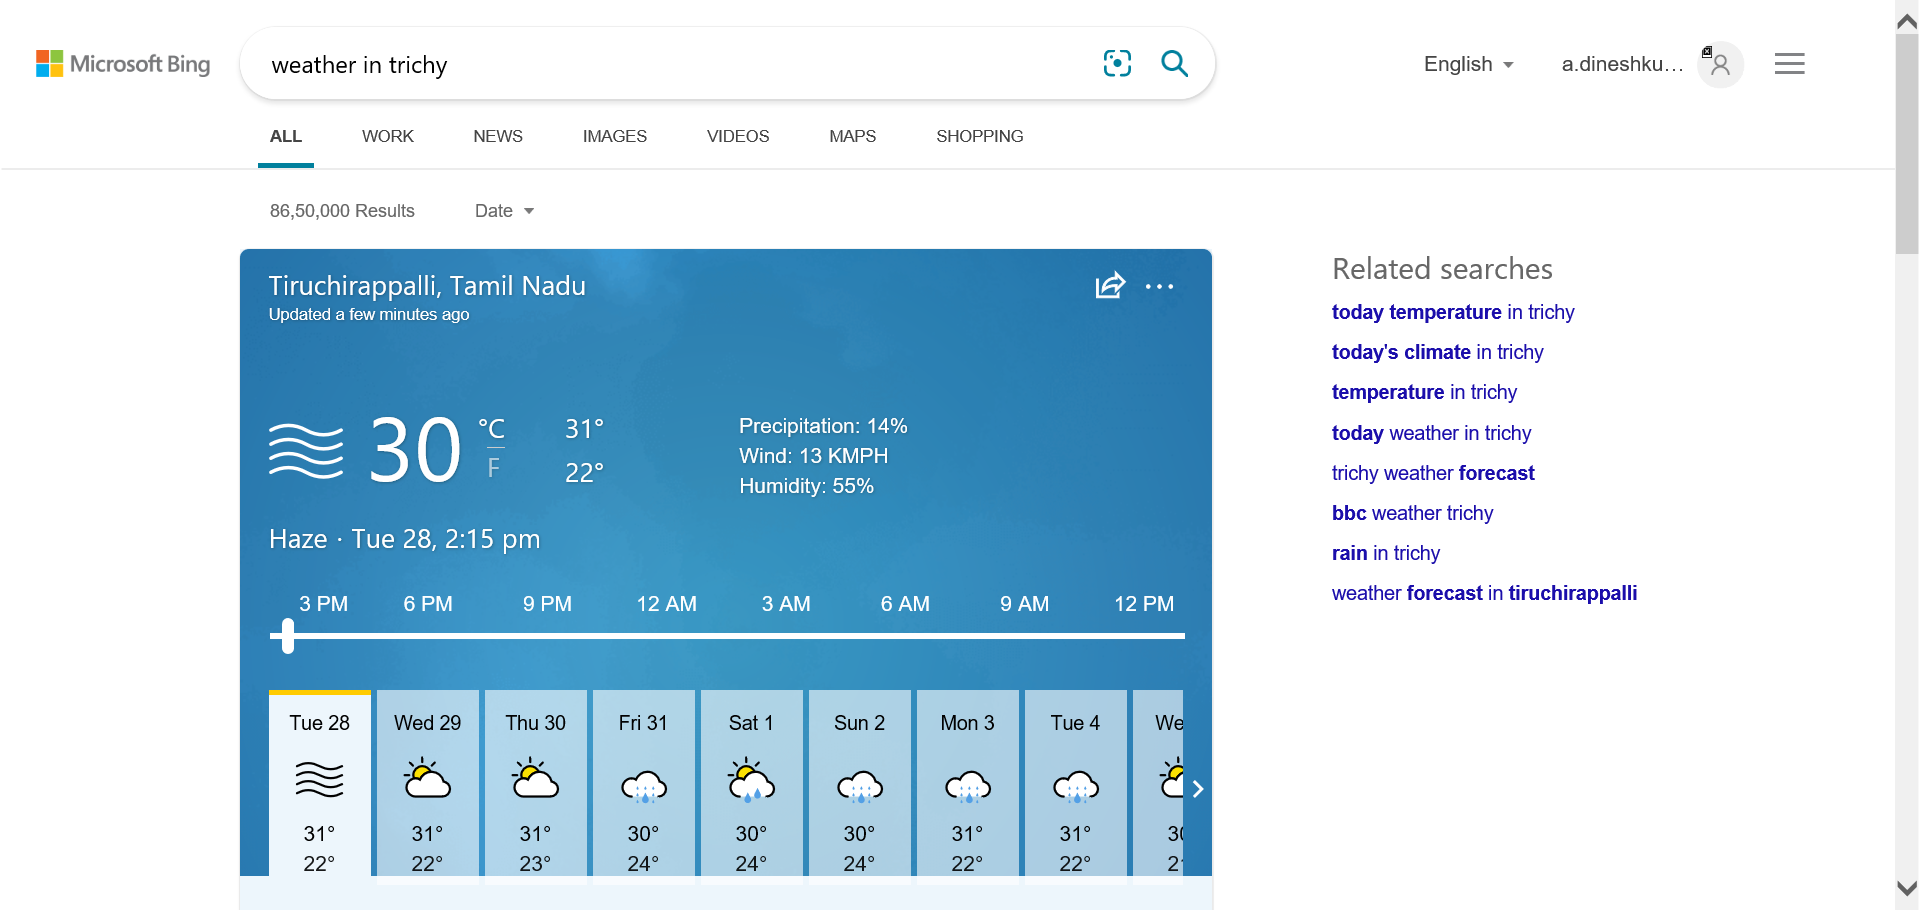 Microsoft Bing
weather in trichy
English
a.dineshku...
ALL WORK NEWS IMAGES VIDEOS MAPS SHOPPING
86,50,000 Results Date
Tiruchirappalli, Tamil Nadu
Updated a few minutes ago
30 °C
F
31°
22°
Precipitation: 14%
Wind: 13 KMPH
Humidity: 55%
Haze · Tue 28, 2:15 pm
3 PM 6 PM 9 PM 12 AM 3 AM 6 AM 9 AM 12 PM
Tue 28 Wed 29 Thu 30 Fri 31 Sat 1 Sun 2 Mon 3 Tue 4 We
31° 31° 31° 30° 30° 30° 31° 31° 30
22° 22° 23° 24° 24° 24° 22° 22°
Related searches
today temperature in trichy
today's climate in trichy
temperature in trichy
today weather in trichy
trichy weather forecast
bbc weather trichy
rain in trichy
weather forecast in tiruchirappalli